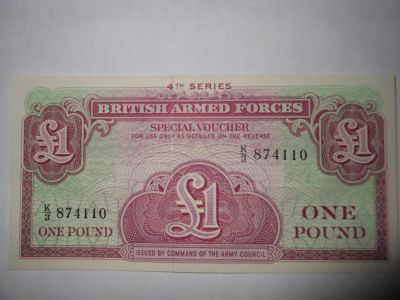 4TH SERIES
BRITISH ARMED FORCES
SPECIAL VOUCHER
FOR USE ONLY AS DETAILED ON THE REVERSE
£1
£1
K/3 874110
£1
K/3 874110
ONE POUND
ONE
POUND
ISSUED BY COMMAND OF THE ARMY COUNCIL